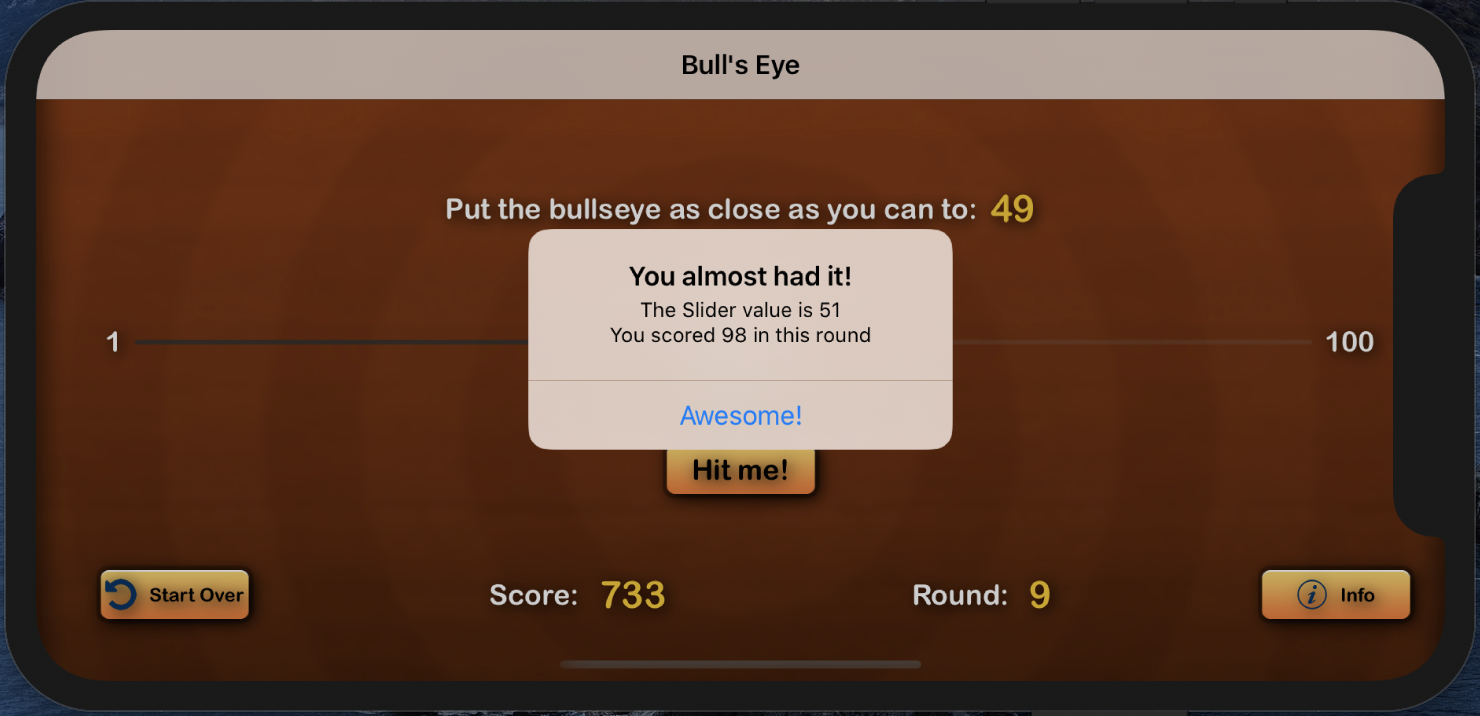 Bull's Eye
Put the bullseye as close as you can to: 49
You almost had it!
The Slider value is 51
You scored 98 in this round
1
100
Awesome!
Hit me!
Start Over
Score: 733
Round: 9
i Info